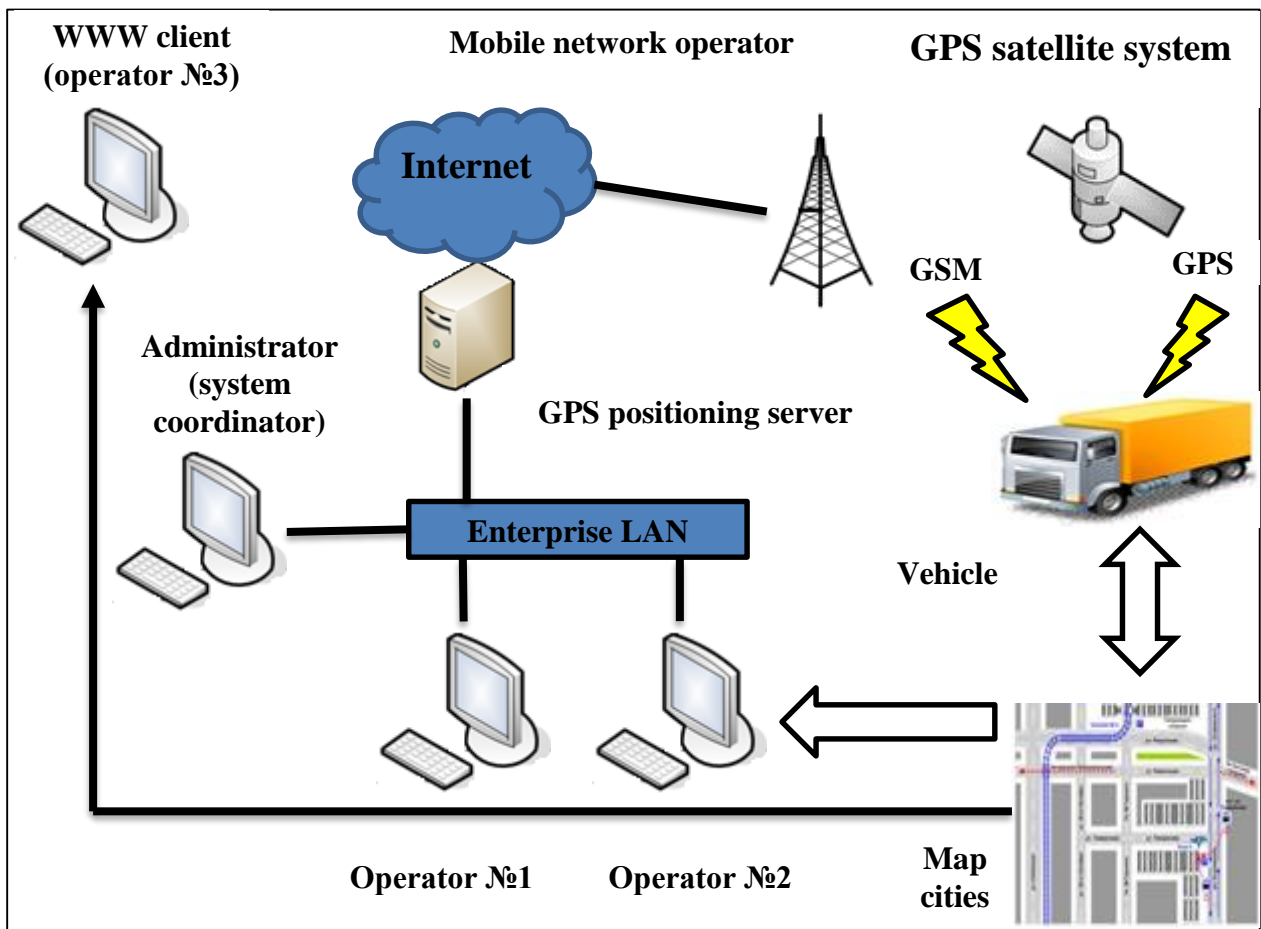 WWW client
(operator №3)
Mobile network operator
GPS satellite system
Internet
GSM
GPS
Administrator
(system
coordinator)
GPS positioning server
Enterprise LAN
Vehicle
Operator №1
Operator №2
Map
cities